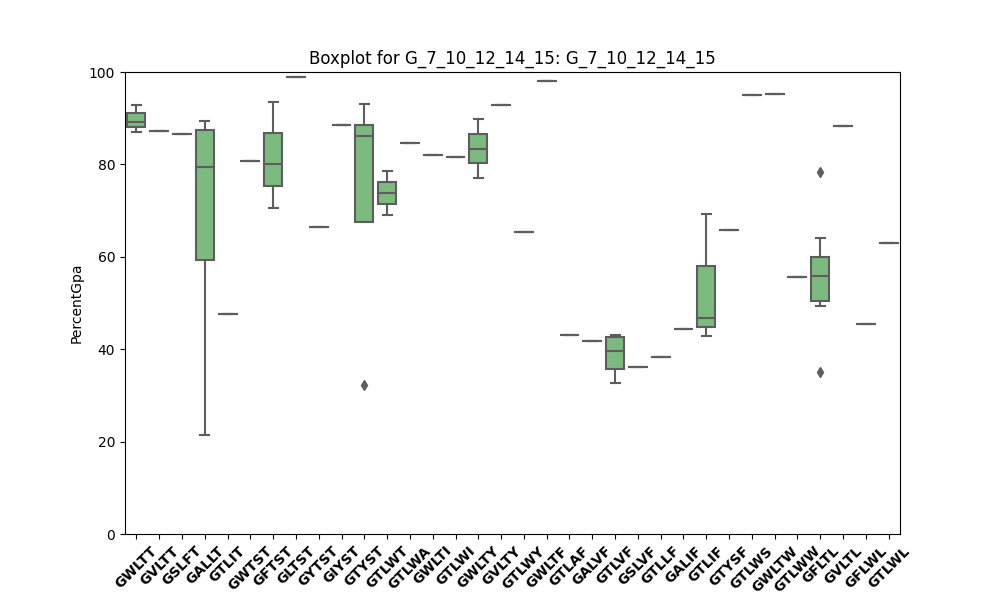 Boxplot for G_7_10_12_14_15: G_7_10_12_14_15
PercentGpa
100
80
60
40
20
0
GWLTT
GVLTT
GSLFT
GALLT
GTLIT
GWTST
GFTST
GLTST
GYTST
GIYST
GTYST
GTLWT
GTLWA
GWLTI
GTLWI
GWLTY
GVLTY
GTLWY
GWLTF
GTLAF
GALVF
GTLVF
GSLVF
GTLLF
GALIF
GTLIF
GTYSF
GTLWS
GWLTW
GTLWW
GFLTL
GVLTL
GFLWL
GTLWL